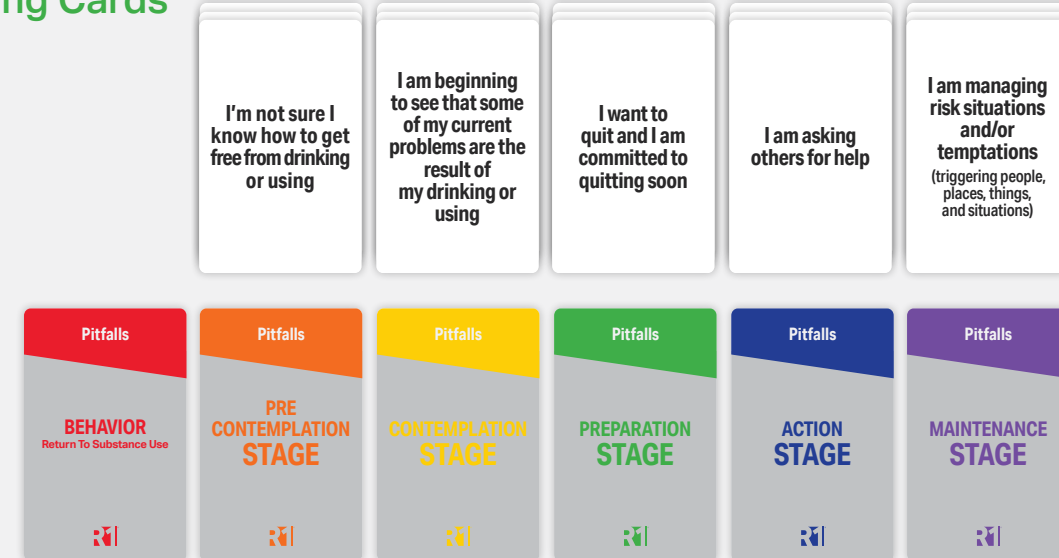 ng Cards
I'm not sure I
know how to get
free from drinking
or using
I am beginning
to see that some
of my current
problems are the
result of
my drinking or
using
I want to
quit and I am
committed to
quitting soon
I am asking
others for help
I am managing
risk situations
and/or
temptations
(triggering people,
places, things,
and situations)
Pitfalls
BEHAVIOR
Return To Substance Use
Pitfalls
PRE
CONTEMPLATION
STAGE
Pitfalls
CONTEMPLATION
STAGE
Pitfalls
PREPARATION
STAGE
Pitfalls
ACTION
STAGE
Pitfalls
MAINTENANCE
STAGE